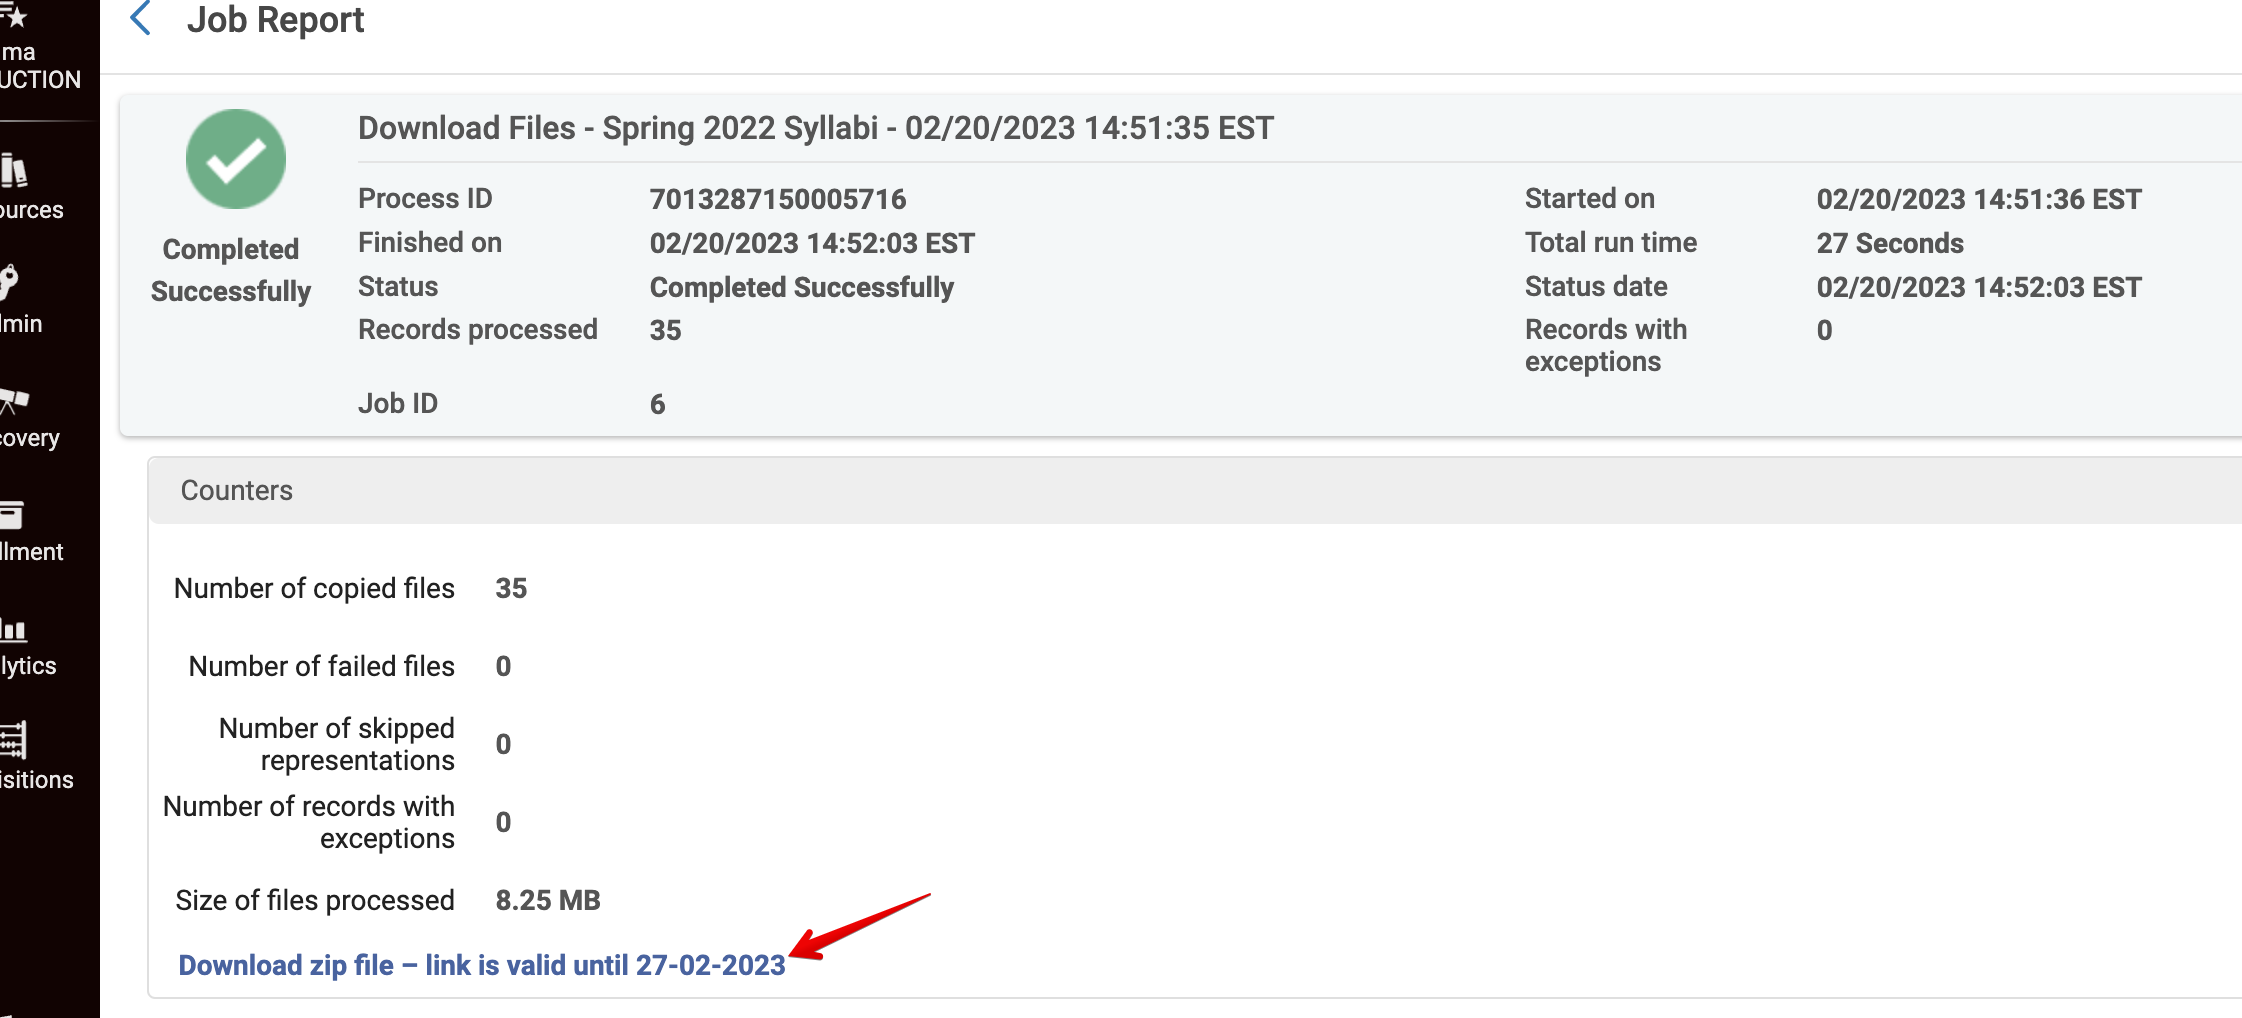 Job Report
ma
UCTION
ources
min
covery
llment
lytics
isitions
Completed
Successfully
Download Files - Spring 2022 Syllabi - 02/20/2023 14:51:35 EST
Process ID 7013287150005716
Started on 02/20/2023 14:51:36 EST
Finished on 02/20/2023 14:52:03 EST
Total run time 27 Seconds
Status Completed Successfully
Status date 02/20/2023 14:52:03 EST
Records processed 35
Records with
exceptions 0
Job ID 6
Counters
Number of copied files 35
Number of failed files 0
Number of skipped
representations 0
Number of records with
exceptions 0
Size of files processed 8.25 MB
Download zip file – link is valid until 27-02-2023